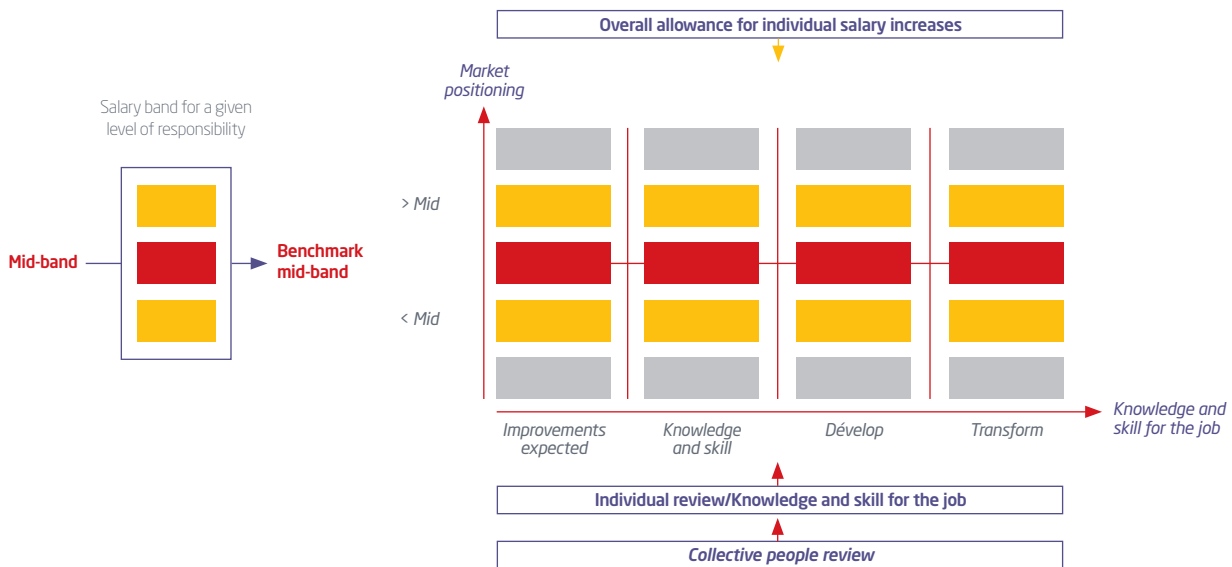 Overall allowance for individual salary increases
Market
positioning
Salary band for a given
level of responsibility
> Mid
Mid-band
Benchmark
mid-band
< Mid
Knowledge and
skill for the job
Improvements
expected
Knowledge
and skill
Dévelop
Transform
Individual review/Knowledge and skill for the job
Collective people review